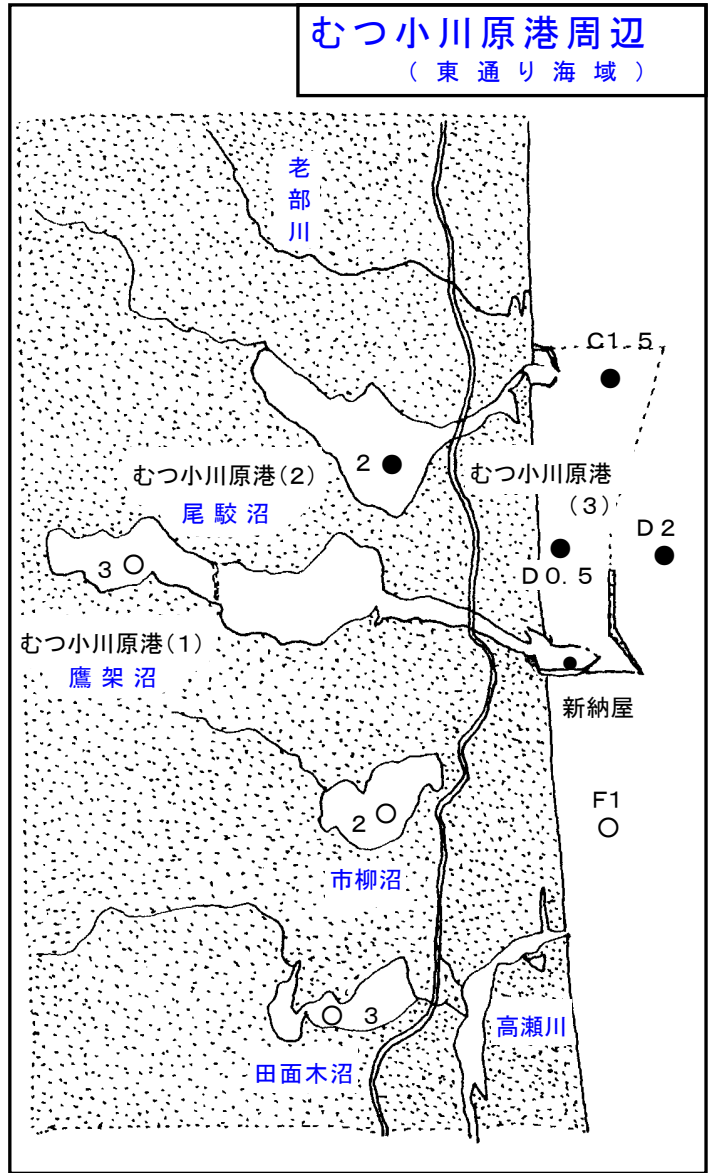 むつ小川原港周辺
（東通り海域）
老
部
川
C1.5
2
むつ小川原港(2)
尾駮沼
むつ小川原港
(3)
D2
3
D0.5
むつ小川原港(1)
鷹架沼
新納屋
F1
2
市柳沼
3
高瀬川
田面木沼